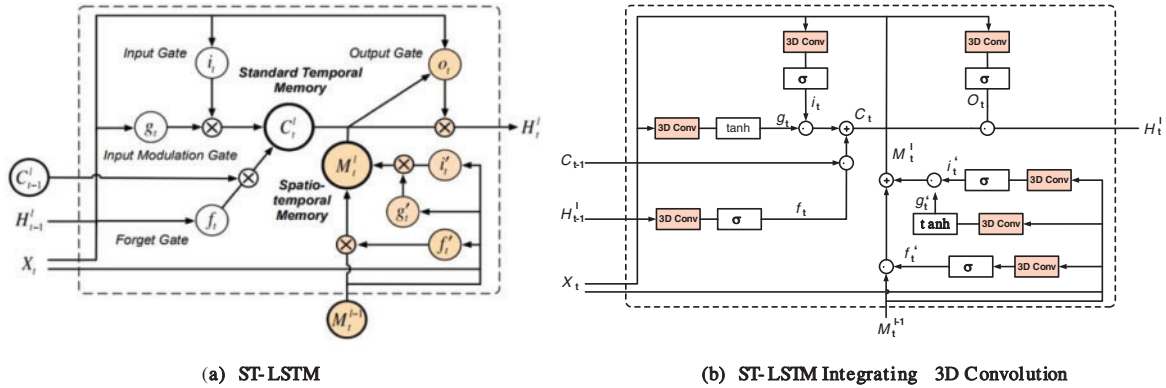 Input Gate
i_t
Output Gate
o_t
Standard Temporal
Memory
g_t
C_t^l
H_t^l
Input Modulation Gate
C_{t-1}^l
M_t^l
i_t'
Spatio-
temporal
Memory
g_t'
H_{t-1}^l
f_t
Forget Gate
f_t'
X_t
M_t^{l-1}
(a) ST-LSTM
3D Conv
3D Conv
σ
σ
i_t
O_t
3D Conv
tanh
g_t
C_t
H_t^l
C_{t-1}
M_t^l
i_t'
σ
3D Conv
H_{t-1}^l
3D Conv
σ
f_t
g_t'
tanh
3D Conv
f_t'
σ
3D Conv
X_t
M_t^{l-1}
(b) ST-LSTM Integrating 3D Convolution